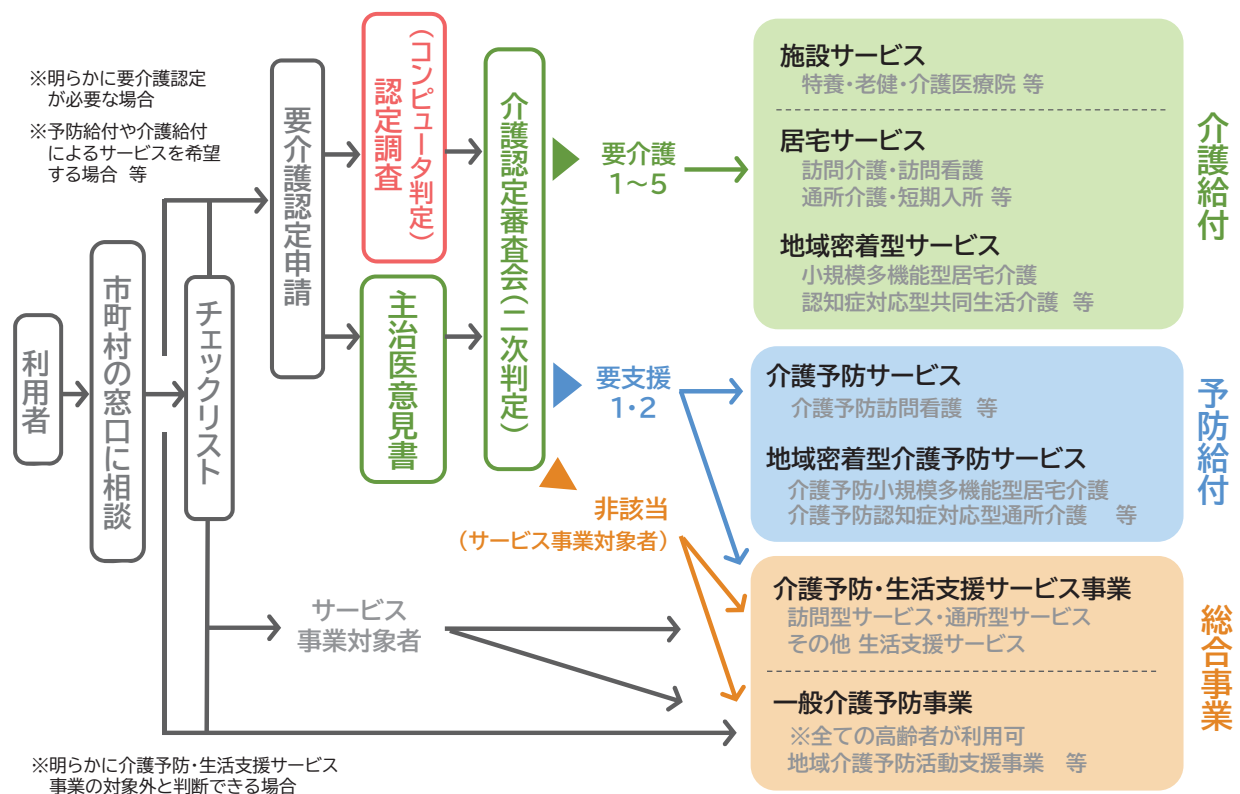 ※明らかに要介護認定
が必要な場合
※予防給付や介護給付
によるサービスを希望
する場合 等
利用者
市町村の窓口に相談
チェックリスト
要介護認定申請
認定調査
(コンピュータ判定)
主治医意見書
介護認定審査会(二次判定)
要介護
1～5
要支援
1・2
非該当
(サービス事業対象者)
サービス
事業対象者
※明らかに介護予防・生活支援サービス
事業の対象外と判断できる場合
施設サービス
特養・老健・介護医療院 等
居宅サービス
訪問介護・訪問看護
通所介護・短期入所 等
地域密着型サービス
小規模多機能型居宅介護
認知症対応型共同生活介護 等
介護給付
介護予防サービス
介護予防訪問看護 等
地域密着型介護予防サービス
介護予防小規模多機能型居宅介護
介護予防認知症対応型通所介護 等
予防給付
介護予防・生活支援サービス事業
訪問型サービス・通所型サービス
その他 生活支援サービス
一般介護予防事業
※全ての高齢者が利用可
地域介護予防活動支援事業 等
総合事業